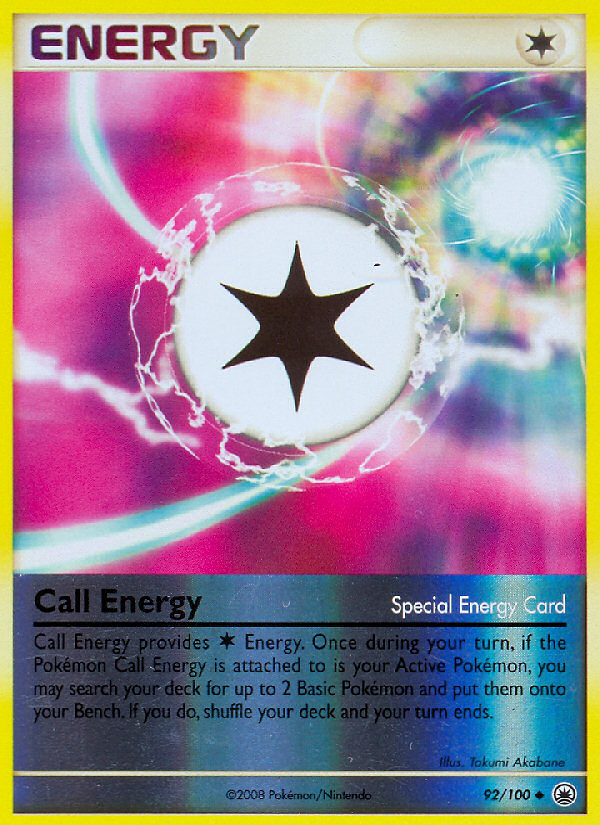 ENERGY
Call Energy
Special Energy Card
Call Energy provides ✶ Energy. Once during your turn, if the
Pokémon Call Energy is attached to is your Active Pokémon, you
may search your deck for up to 2 Basic Pokémon and put them onto
your Bench. If you do, shuffle your deck and your turn ends.
Illus. Takumi Akabane
©2008 Pokémon/Nintendo
92/100 ◆